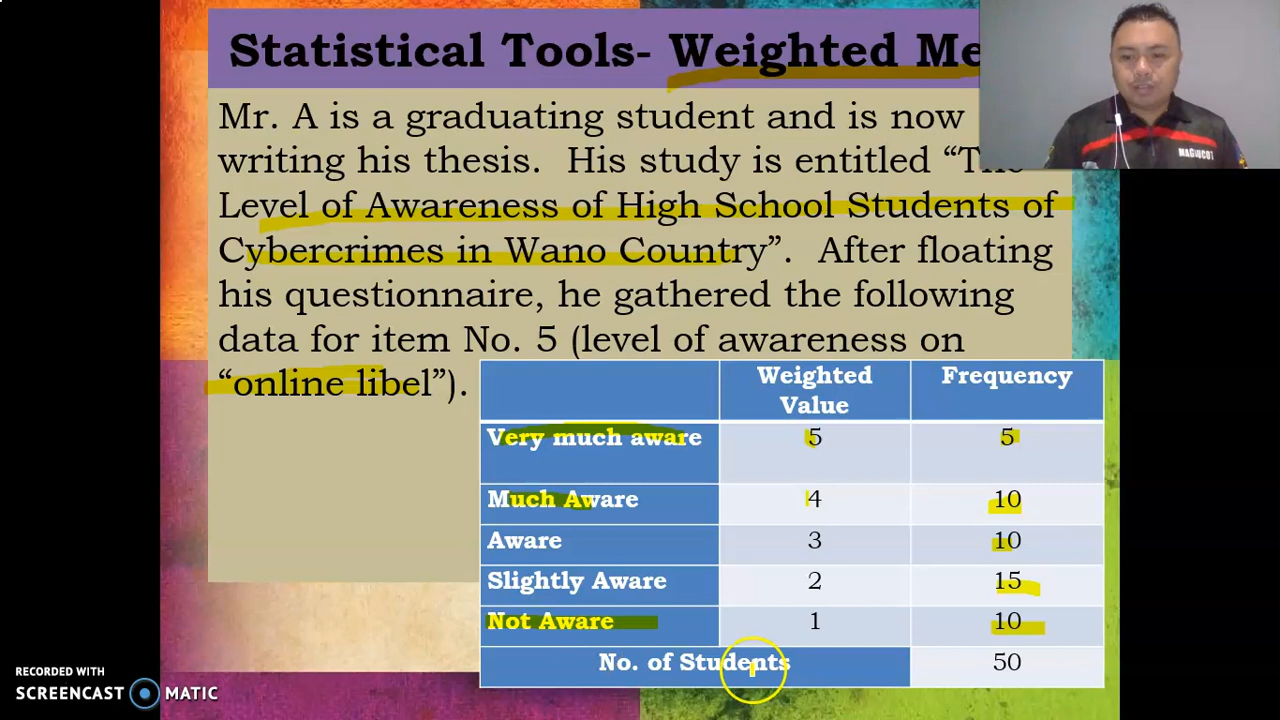 Statistical Tools- Weighted Me
Mr. A is a graduating student and is now
writing his thesis. His study is entitled “The
Level of Awareness of High School Students of
Cybercrimes in Wano Country”. After floating
his questionnaire, he gathered the following
data for item No. 5 (level of awareness on
“online libel”).
Weighted Value Frequency
Very much aware 5 5
Much Aware 4 10
Aware 3 10
Slightly Aware 2 15
Not Aware 1 10
No. of Students 50
RECORDED WITH
SCREENCAST MATIC